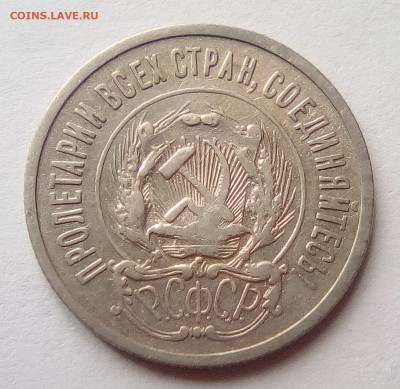 COINS.LAVE.RU
ПРОЛЕТАРИИ ВСЕХ СТРАН, СОЕДИНЯЙТЕСЬ!
Р.С.Ф.С.Р.